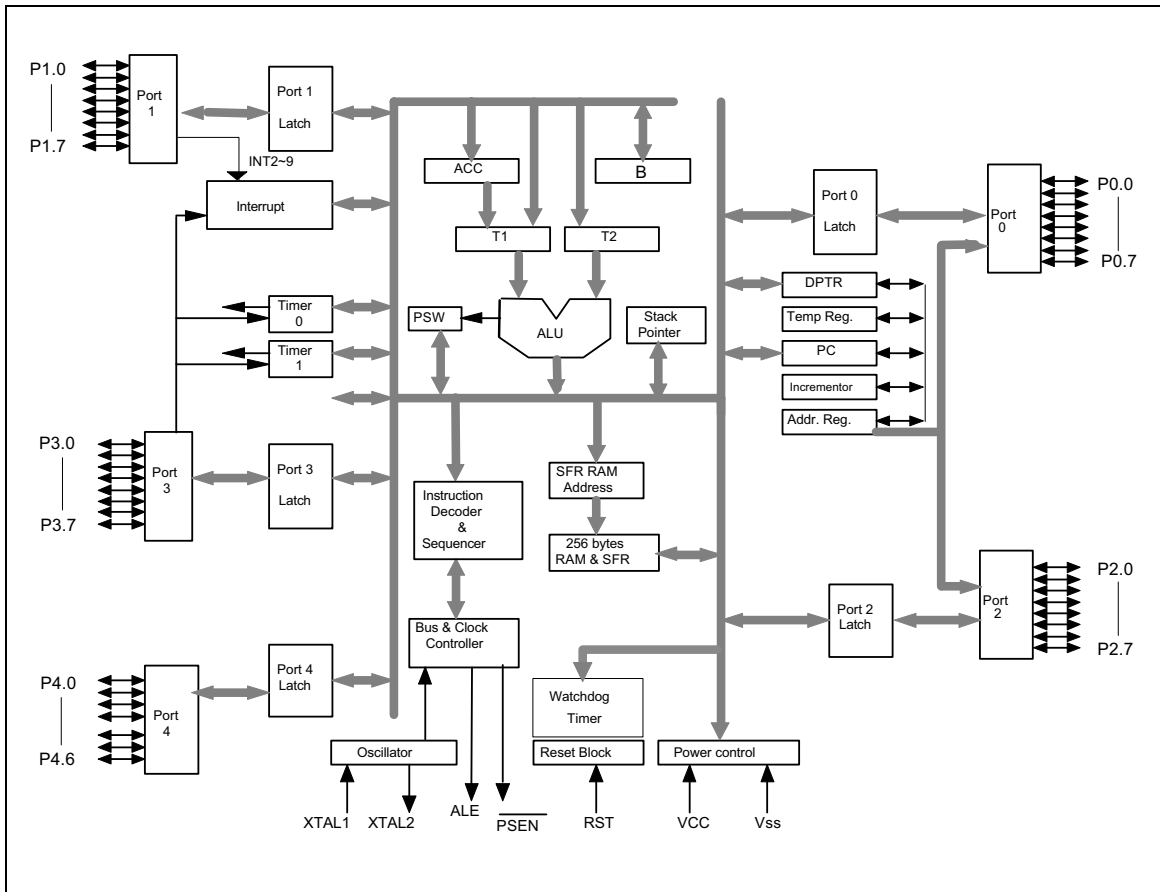 P1.0
P1.7
Port
1
Port 1
Latch
INT2~9
Interrupt
ACC
B
T1
T2
PSW
ALU
Stack
Pointer
Timer
0
Timer
1
P3.0
P3.7
Port
3
Port 3
Latch
Instruction
Decoder
&
Sequencer
SFR RAM
Address
256 bytes
RAM & SFR
Bus & Clock
Controller
P4.0
P4.6
Port
4
Port 4
Latch
Watchdog
Timer
Oscillator
Reset Block
Power control
XTAL1
XTAL2
ALE
PSEN
RST
VCC
Vss
Port 0
Latch
Port
0
P0.0
P0.7
DPTR
Temp Reg.
PC
Incrementor
Addr. Reg.
Port 2
Latch
Port
2
P2.0
P2.7